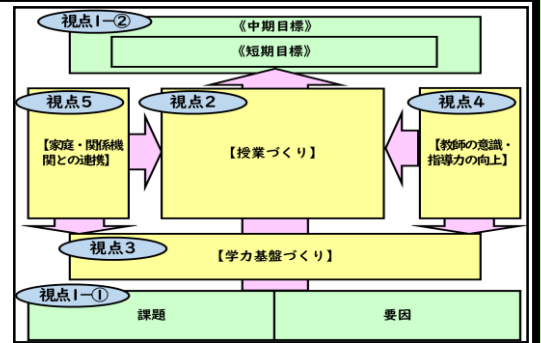 視点1-②
《中期目標》
《短期目標》
視点5
視点2
視点4
【家庭・関係機
関との連携】
【授業づくり】
【教師の意識・
指導力の向上】
視点3
【学力基盤づくり】
視点1-①
課題
要因